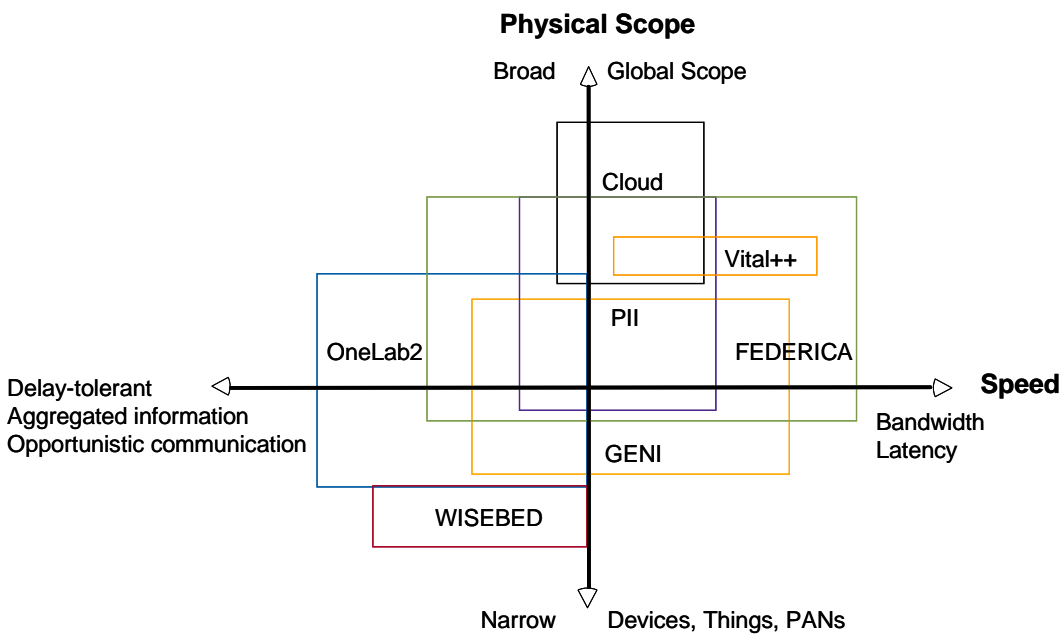 Physical Scope
Broad
Global Scope
Cloud
Vital++
PII
OneLab2
FEDERICA
Delay-tolerant
Aggregated information
Opportunistic communication
Speed
Bandwidth
Latency
GENI
WISEBED
Narrow
Devices, Things, PANs